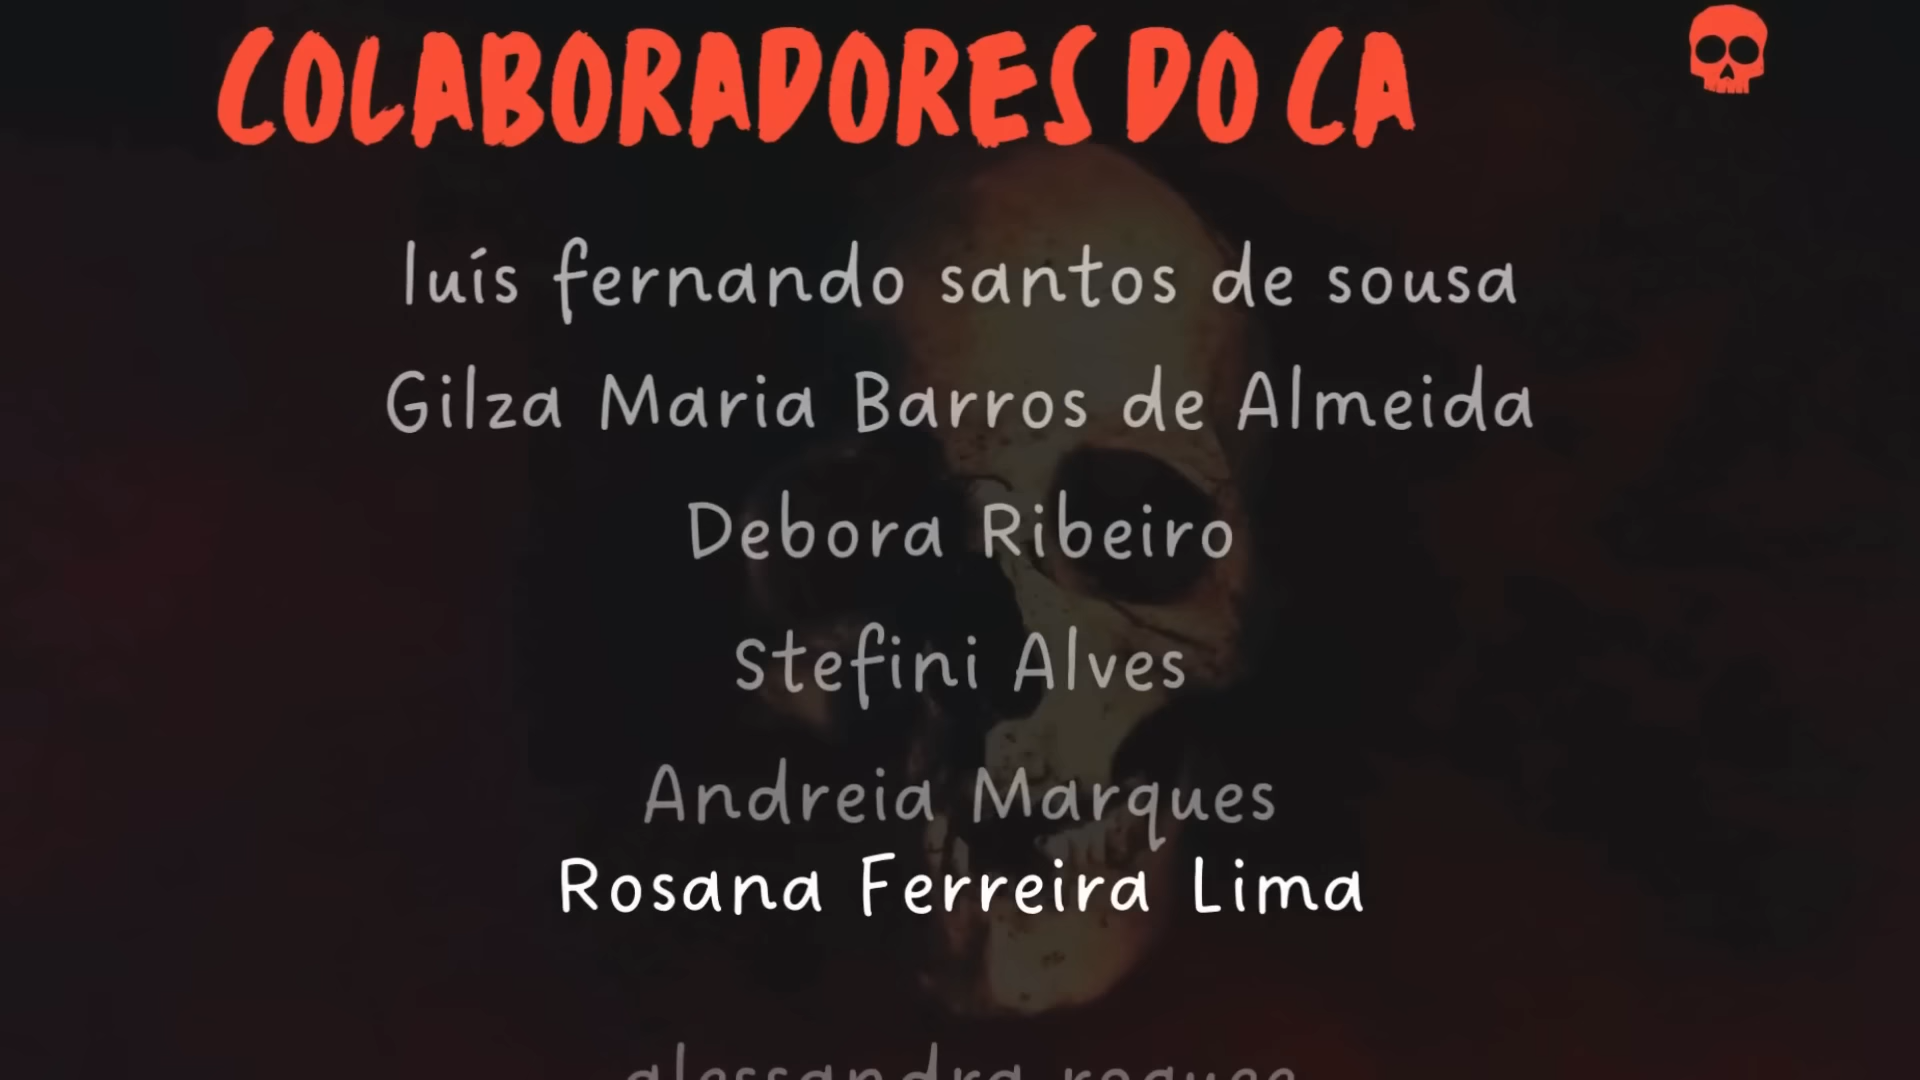 COLABORADORES DO CA
luís fernando santos de sousa
Gilza Maria Barros de Almeida
Debora Ribeiro
Stefini Alves
Andreia Marques
Rosana Ferreira Lima
alessandra